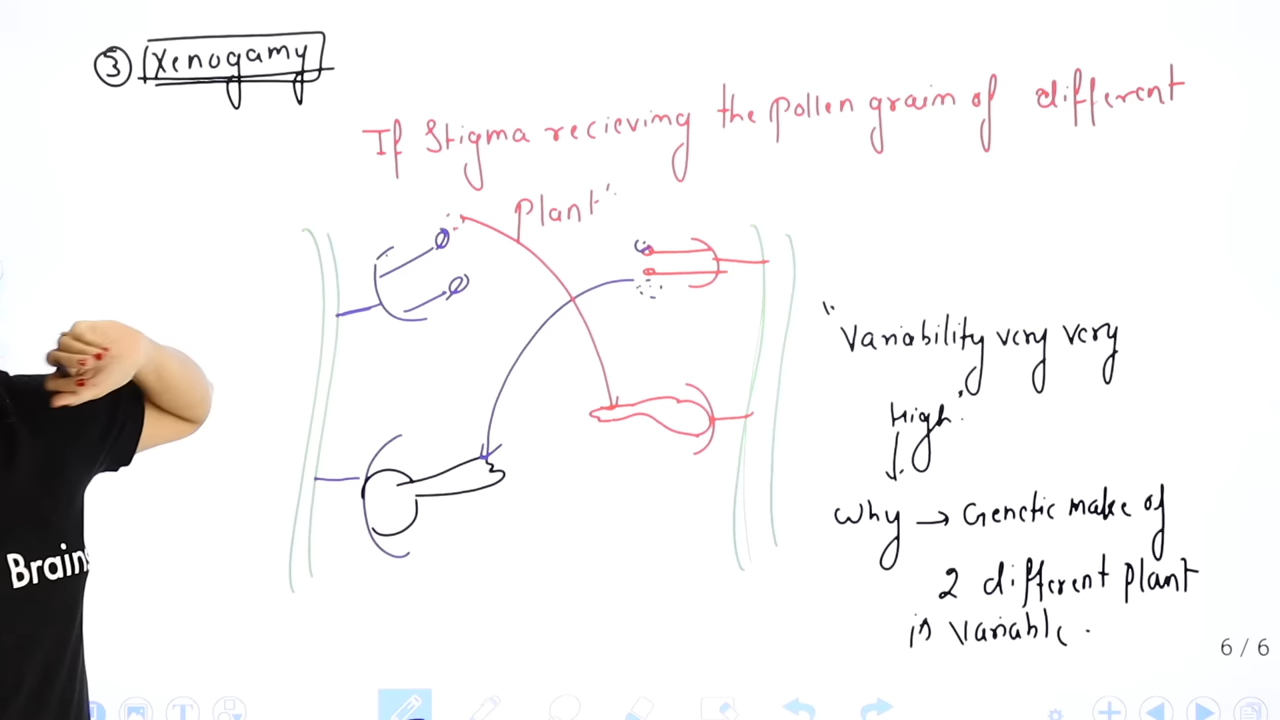 ③ Xenogamy
If Stigma recieving the pollen grain of different
plant"
"Variability very very
High".
Why → Genetic make of
2 different plant
is variable.
Brain
6 / 6
T